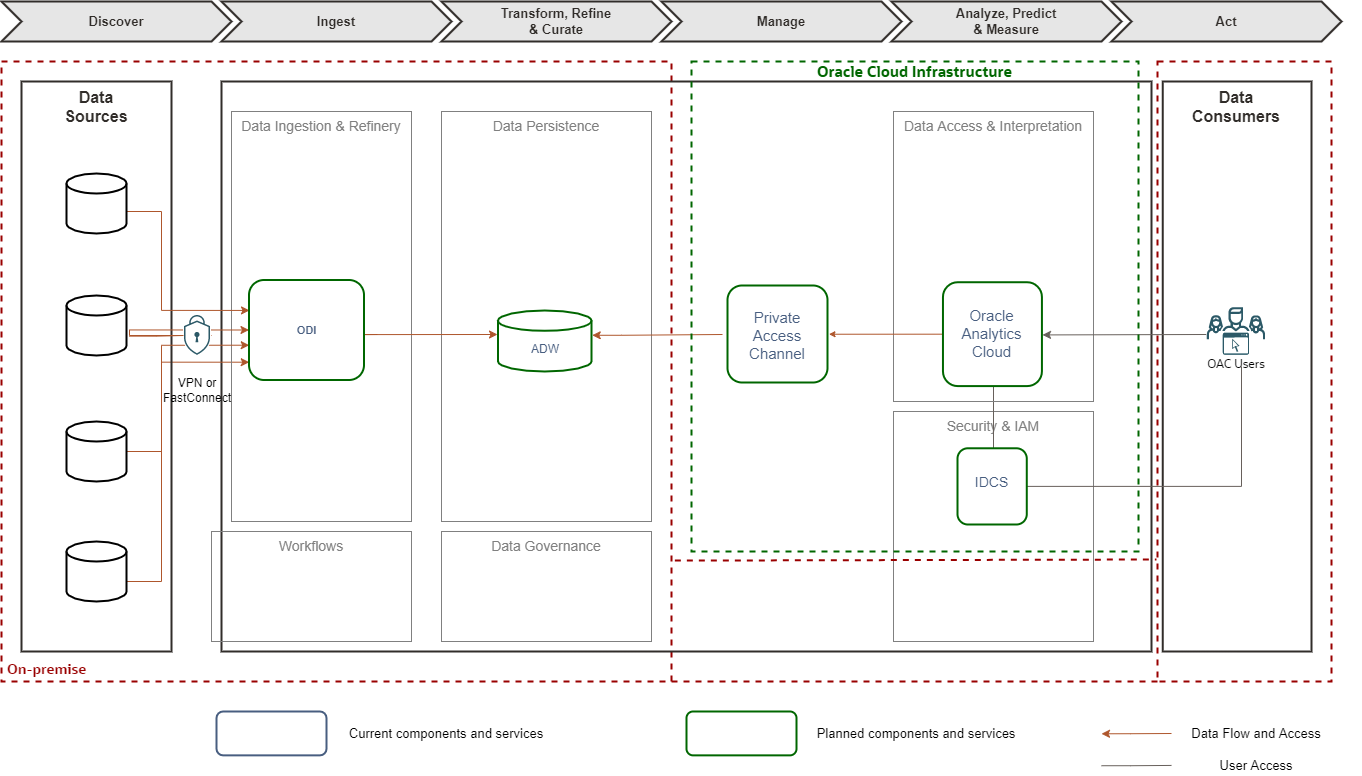 Discover
Ingest
Transform, Refine
& Curate
Manage
Analyze, Predict
& Measure
Act
Oracle Cloud Infrastructure
Data
Sources
Data Ingestion & Refinery
Data Persistence
Data Access & Interpretation
Data
Consumers
ODI
ADW
Private
Access
Channel
Oracle
Analytics
Cloud
OAC Users
VPN or
FastConnect
Security & IAM
IDCS
Workflows
Data Governance
On-premise
Current components and services
Planned components and services
Data Flow and Access
User Access